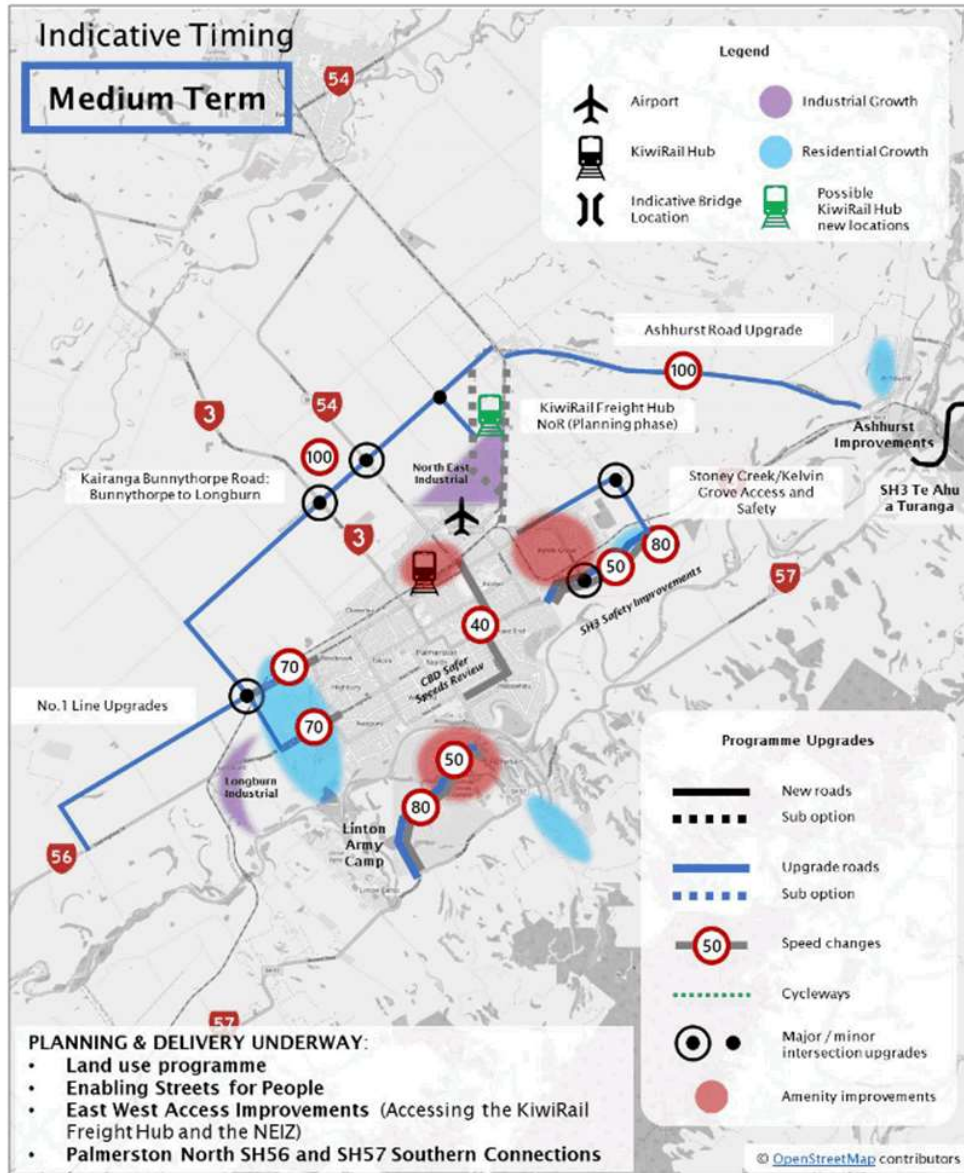 Indicative Timing
Medium Term
Legend
Airport
Industrial Growth
KiwiRail Hub
Residential Growth
Indicative Bridge
Location
Possible
KiwiRail Hub
new locations
54
Ashhurst Road Upgrade
100
3
54
KiwiRail Freight Hub
NoR (Planning phase)
Ashhurst
Improvements
100
Kairanga Bunnythorpe Road:
Bunnythorpe to Longburn
North East
Industrial
Stoney Creek/Kelvin
Grove Access and
Safety
SH3 Te Ahu
a Turanga
3
80
50
57
SH3 Safety Improvements
40
Palmerston
North
CBD Safer
Speeds Review
70
Highbury
No.1 Line Upgrades
70
Longburn
Industrial
50
80
Linton
Army
Camp
56
57
Programme Upgrades
New roads
Sub option
Upgrade roads
Sub option
50
Speed changes
Cycleways
Major / minor
intersection upgrades
Amenity improvements
PLANNING & DELIVERY UNDERWAY:
• Land use programme
• Enabling Streets for People
• East West Access Improvements (Accessing the KiwiRail
Freight Hub and the NEIZ)
• Palmerston North SH56 and SH57 Southern Connections
© OpenStreetMap contributors